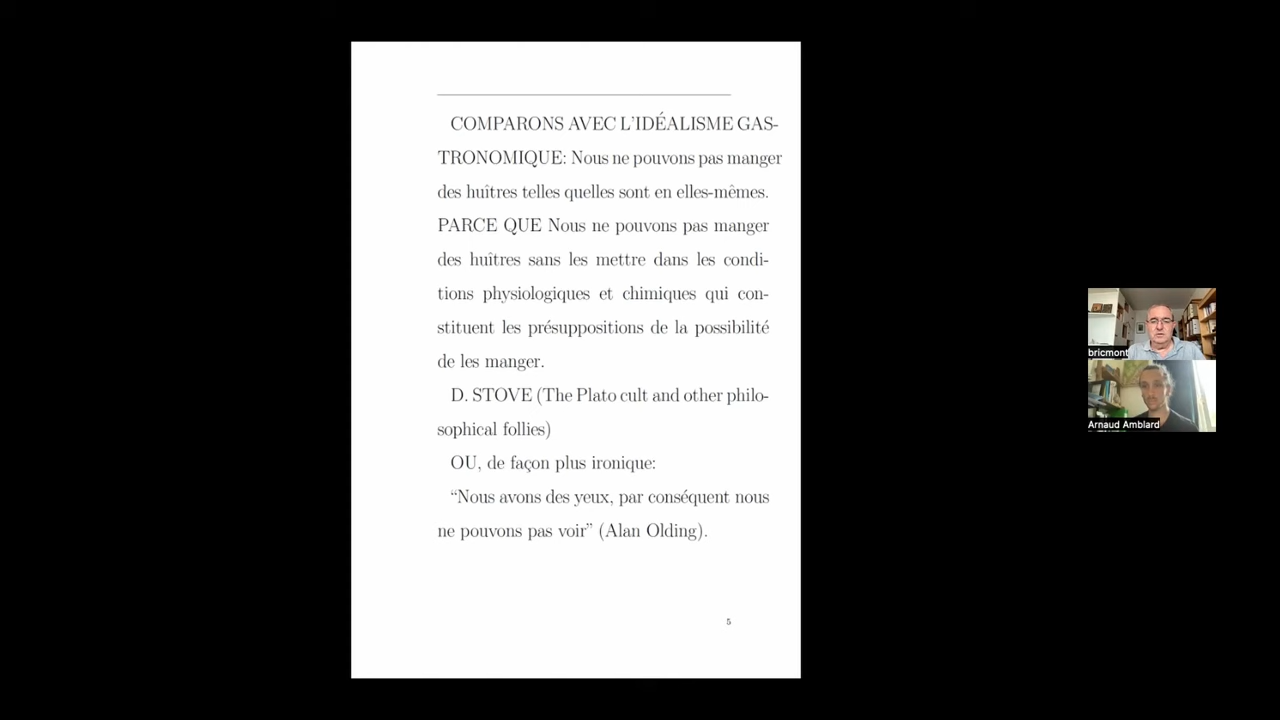 COMPARONS AVEC L'IDÉALISME GAS-
TRONOMIQUE: Nous ne pouvons pas manger
des huîtres telles quelles sont en elles-mêmes.
PARCE QUE Nous ne pouvons pas manger
des huîtres sans les mettre dans les condi-
tions physiologiques et chimiques qui con-
stituent les présuppositions de la possibilité
de les manger.
D. STOVE (The Plato cult and other philo-
sophical follies)
OU, de façon plus ironique:
“Nous avons des yeux, par conséquent nous
ne pouvons pas voir” (Alan Olding).
5
bricmont
Arnaud Amblard